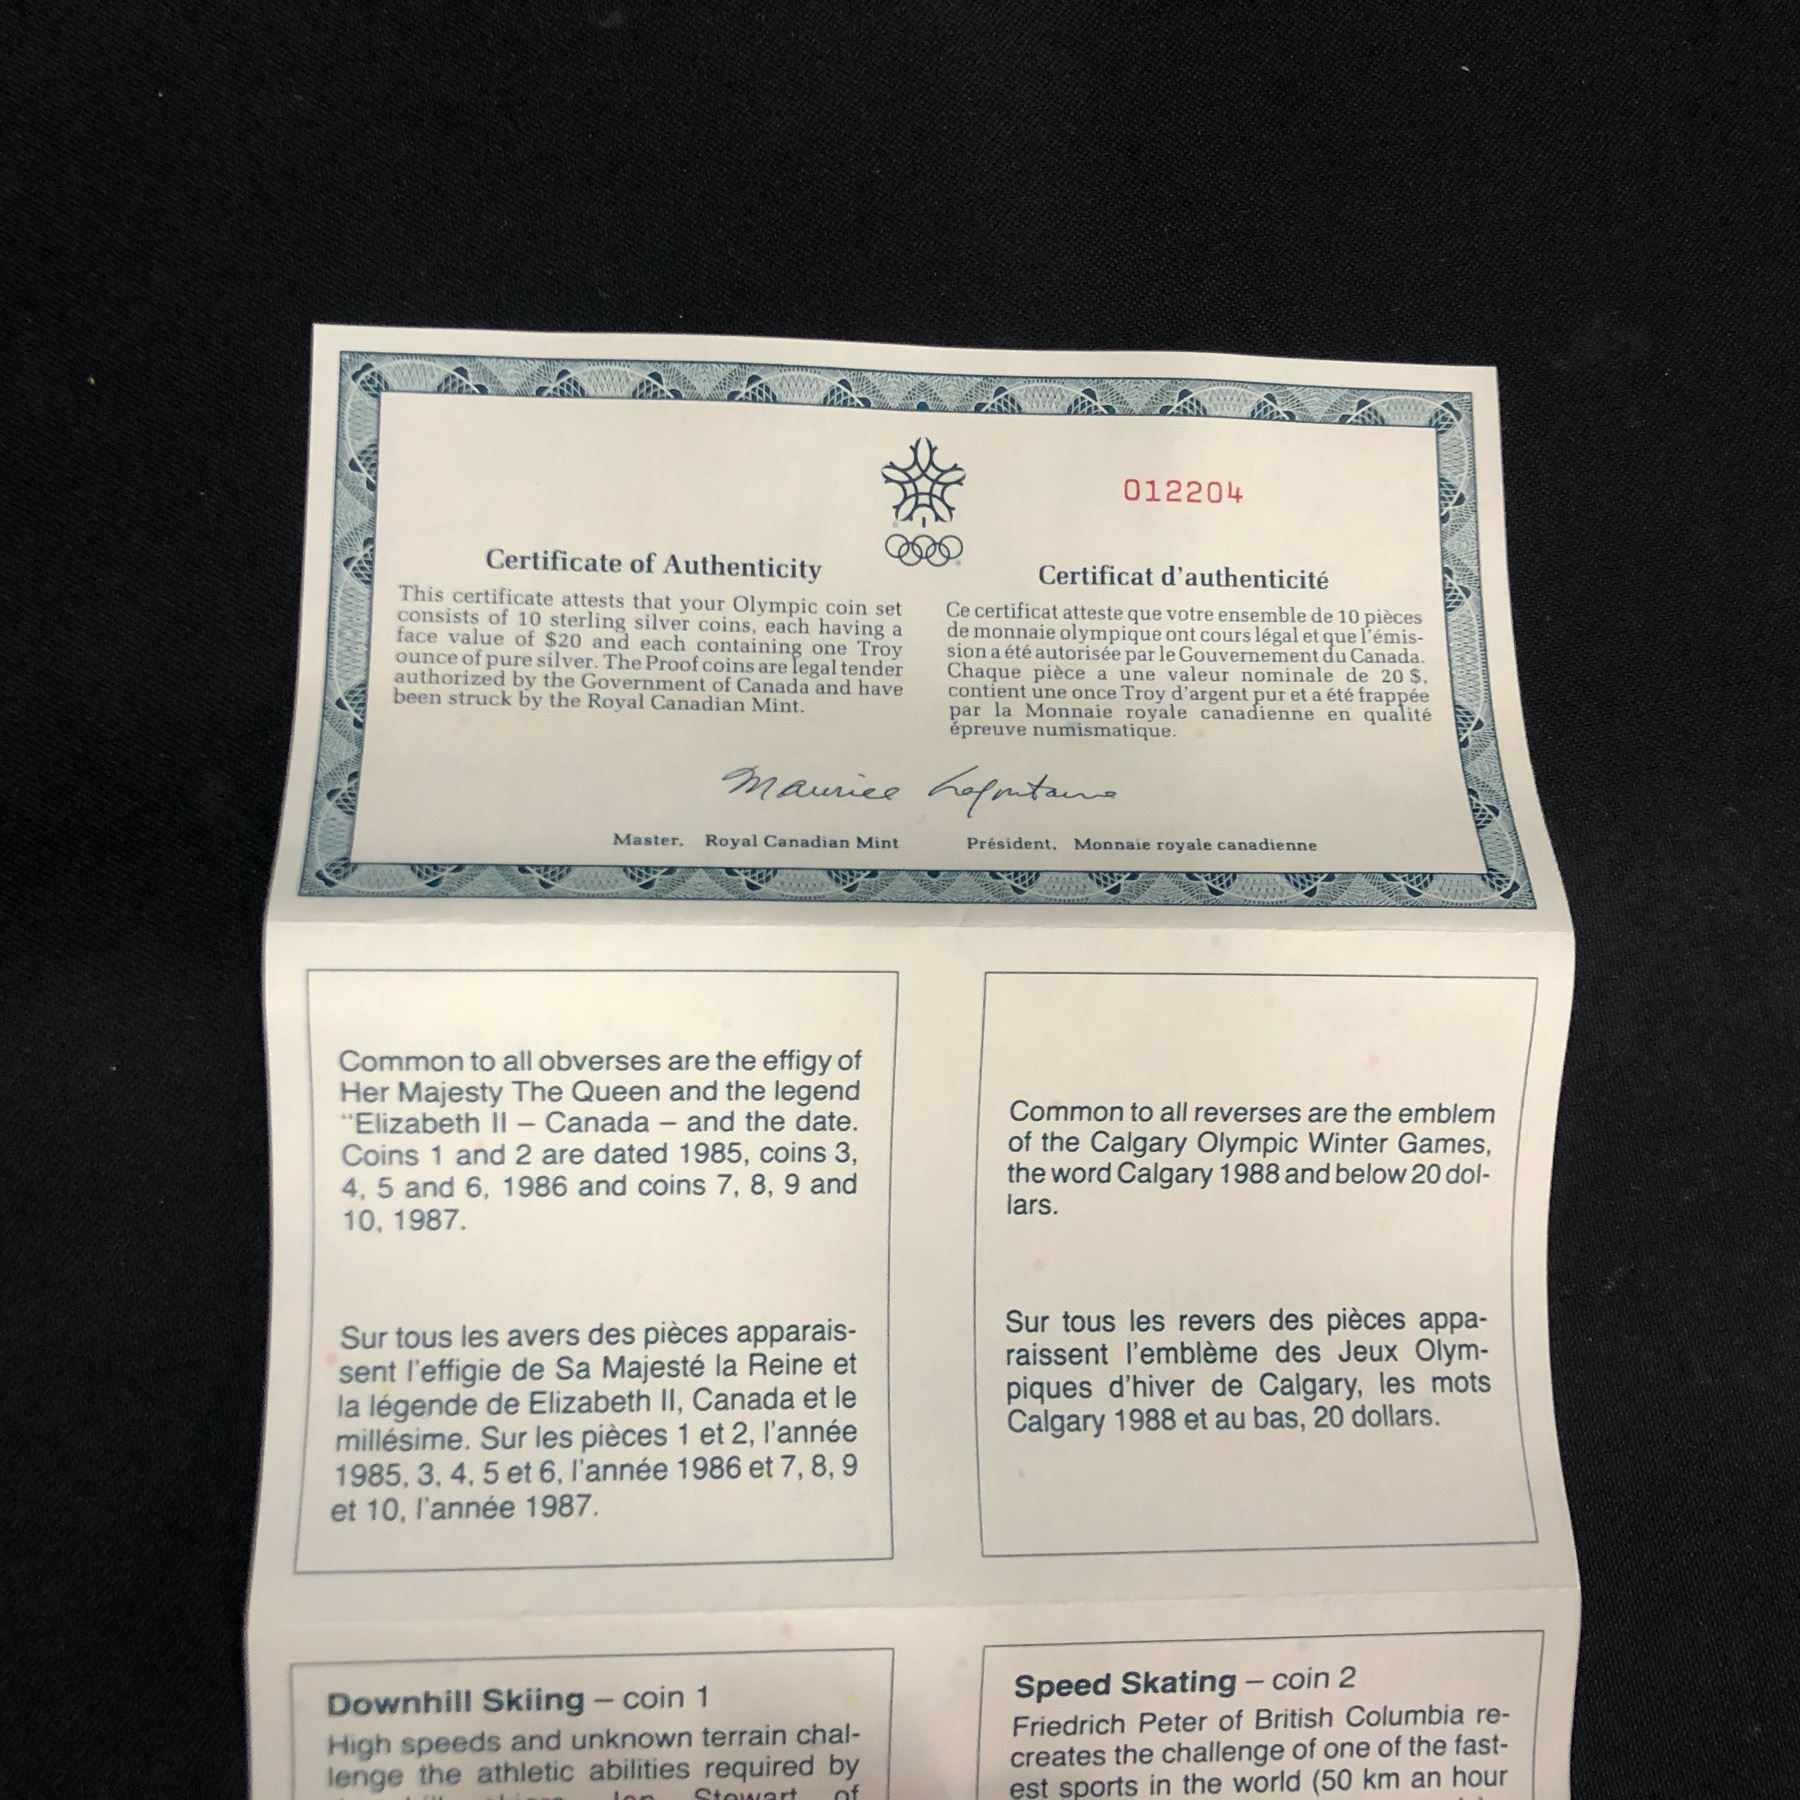 012204
Certificate of Authenticity
This certificate attests that your Olympic coin set
consists of 10 sterling silver coins, each having a
face value of $20 and each containing one Troy
ounce of pure silver. The Proof coins are legal tender
authorized by the Government of Canada and have
been struck by the Royal Canadian Mint.
Certificat d'authenticité
Ce certificat atteste que votre ensemble de 10 pièces
de monnaie olympique ont cours légal et que l'émis-
sion a été autorisée par le Gouvernement du Canada.
Chaque pièce a une valeur nominale de 20 $,
contient une once Troy d'argent pur et a été frappée
par la Monnaie royale canadienne en qualité
épreuve numismatique.
Maurice Lafontaine
Master, Royal Canadian Mint
Président, Monnaie royale canadienne
Common to all obverses are the effigy of
Her Majesty The Queen and the legend
"Elizabeth II – Canada – and the date.
Coins 1 and 2 are dated 1985, coins 3,
4, 5 and 6, 1986 and coins 7, 8, 9 and
10, 1987.
Sur tous les avers des pièces apparais-
sent l'effigie de Sa Majesté la Reine et
la légende de Elizabeth II, Canada et le
millésime. Sur les pièces 1 et 2, l'année
1985, 3, 4, 5 et 6, l'année 1986 et 7, 8, 9
et 10, l'année 1987.
Common to all reverses are the emblem
of the Calgary Olympic Winter Games,
the word Calgary 1988 and below 20 dol-
lars.
Sur tous les revers des pièces appa-
raissent l'emblème des Jeux Olym-
piques d'hiver de Calgary, les mots
Calgary 1988 et au bas, 20 dollars.
Downhill Skiing – coin 1
High speeds and unknown terrain chal-
lenge the athletic abilities required by
Stewart of
Speed Skating – coin 2
Friedrich Peter of British Columbia re-
creates the challenge of one of the fast-
est sports in the world (50 km an hour